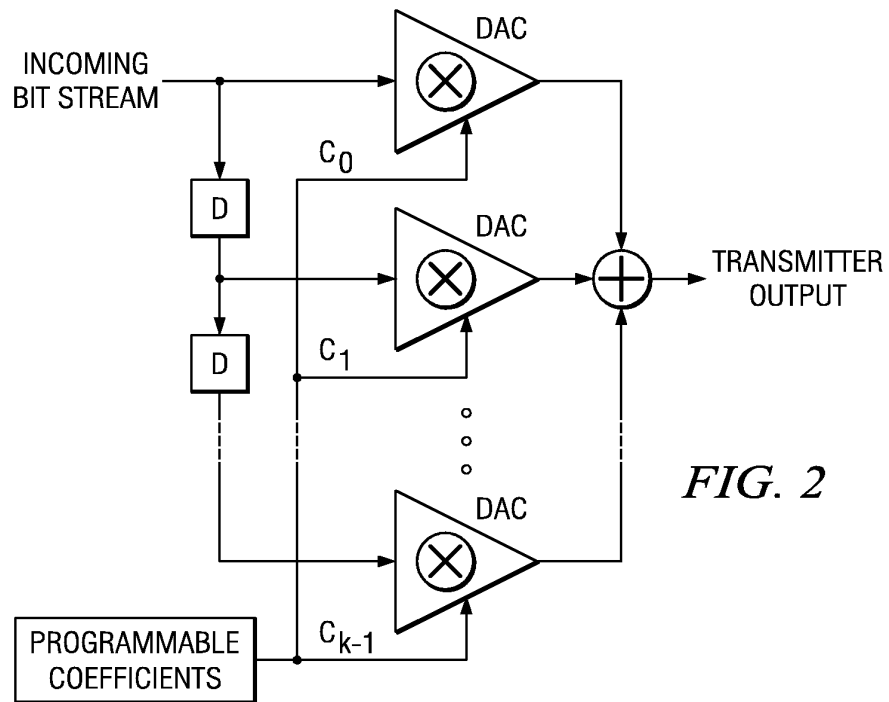 DAC
INCOMING
BIT STREAM
C0
D
DAC
TRANSMITTER
OUTPUT
D
C1
FIG. 2
DAC
Ck-1
PROGRAMMABLE
COEFFICIENTS